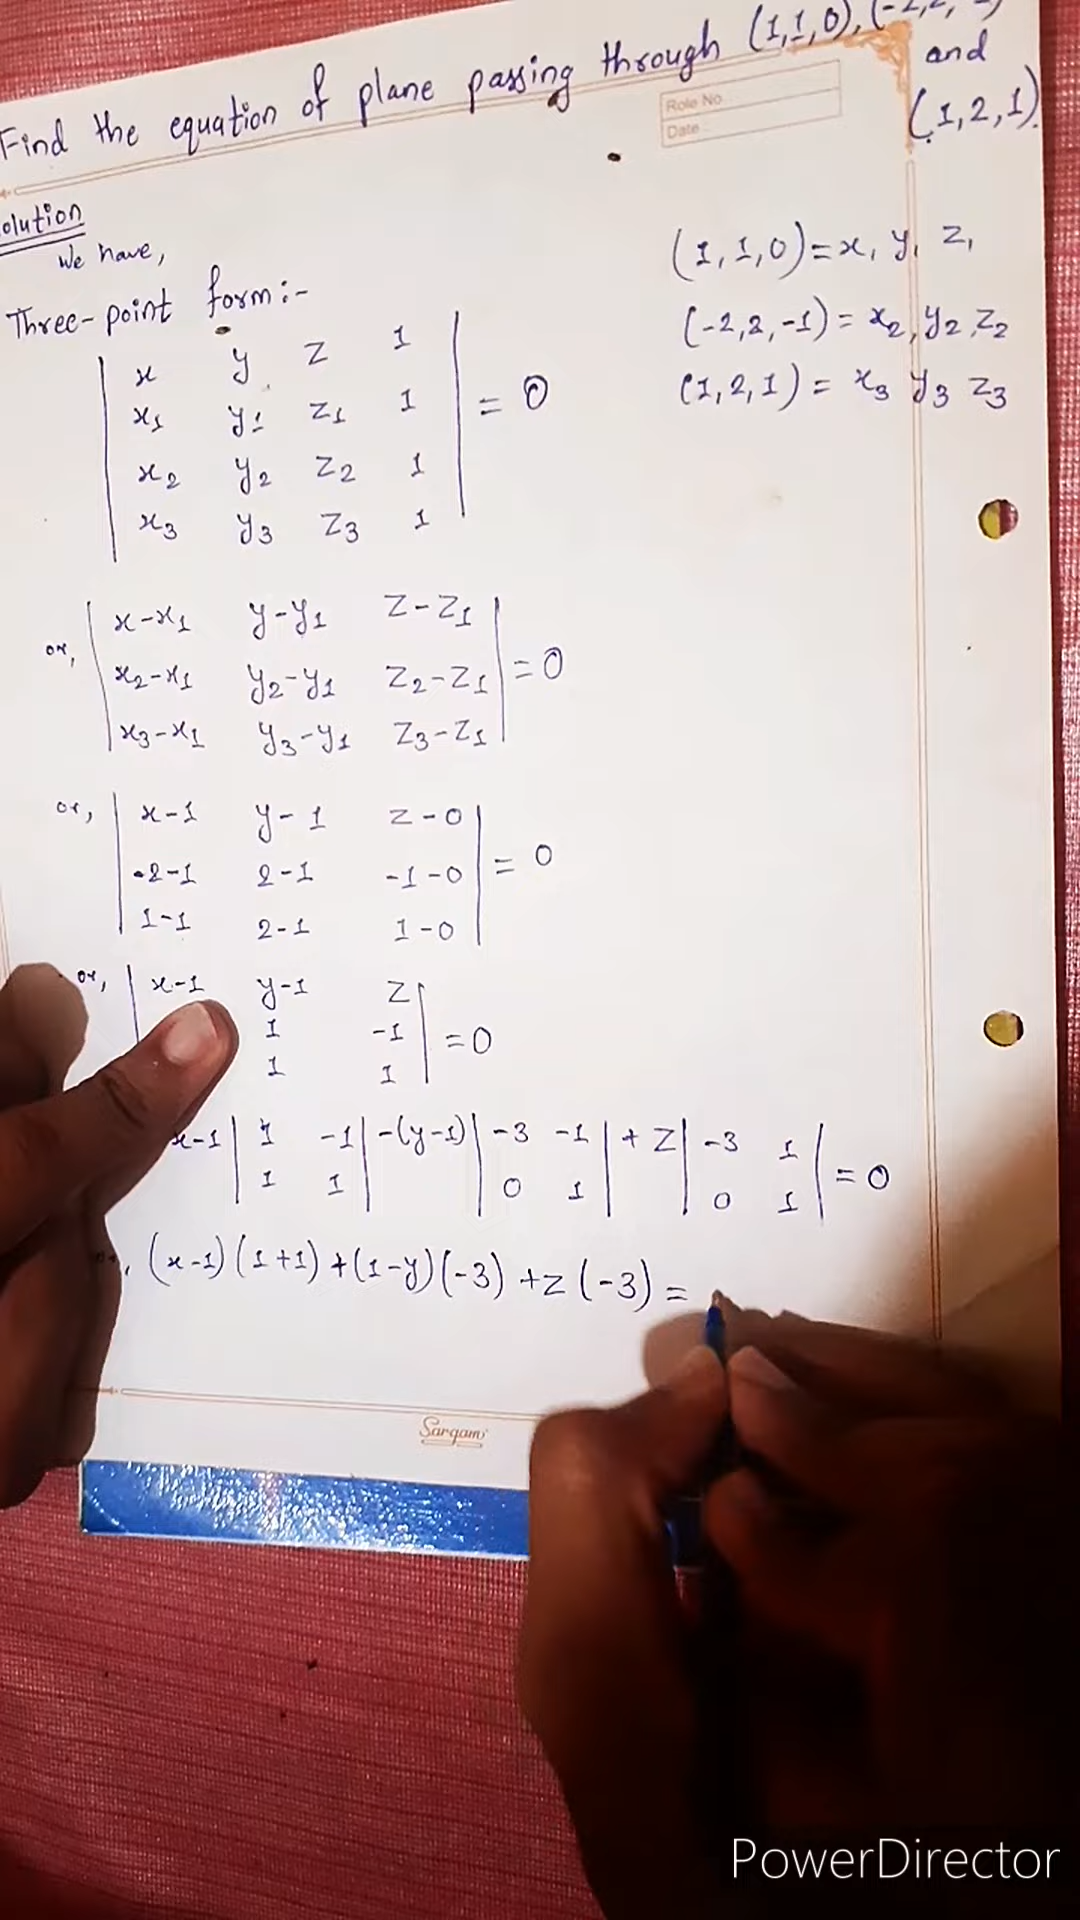 Find the equation of plane passing through (1,1,0), (-2,2,
and
(1,2,1).
Role No.
Date :
olution
We have,
Three-point form:-
x y z 1
x1 y1 z1 1
x2 y2 z2 1
x3 y3 z3 1
= 0
(1,1,0) = x1 y1 z1
(-2,2,-1) = x2, y2, z2
(1,2,1) = x3 y3 z3
or, | x-x1 y-y1 z-z1 |
| x2-x1 y2-y1 z2-z1 | = 0
| x3-x1 y3-y1 z3-z1 |
or, | x-1 y-1 z-0 |
| -2-1 2-1 -1-0 | = 0
| 1-1 2-1 1-0 |
or, | x-1 y-1 z |
1 -1 | = 0
1 1 |
x-1 | 1 -1 | -(y-1) | -3 -1 | + z | -3 1 | = 0
| 1 1 | | 0 1 | | 0 1 |
, (x-1)(1+1) + (1-y)(-3) + z(-3) =
Sargam
PowerDirector